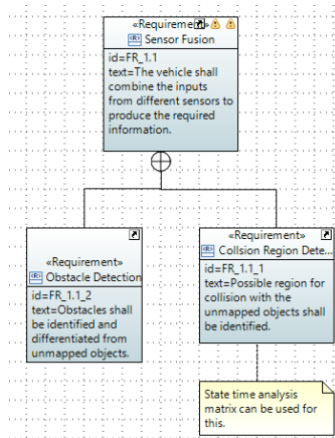 «Requirement»
Sensor Fusion
id=FR_1.1
text=The vehicle shall
combine the inputs
from different sensors to
produce the required
information.
«Requirement»
Obstacle Detection
id=FR_1.1_2
text=Obstacles shall
be identified and
differentiated from
unmapped objects.
«Requirement»
Collsion Region Dete...
id=FR_1.1_1
text=Possible region for
collision with the
unmapped objects shall
be identified.
State time analysis
matrix can be used for
this.